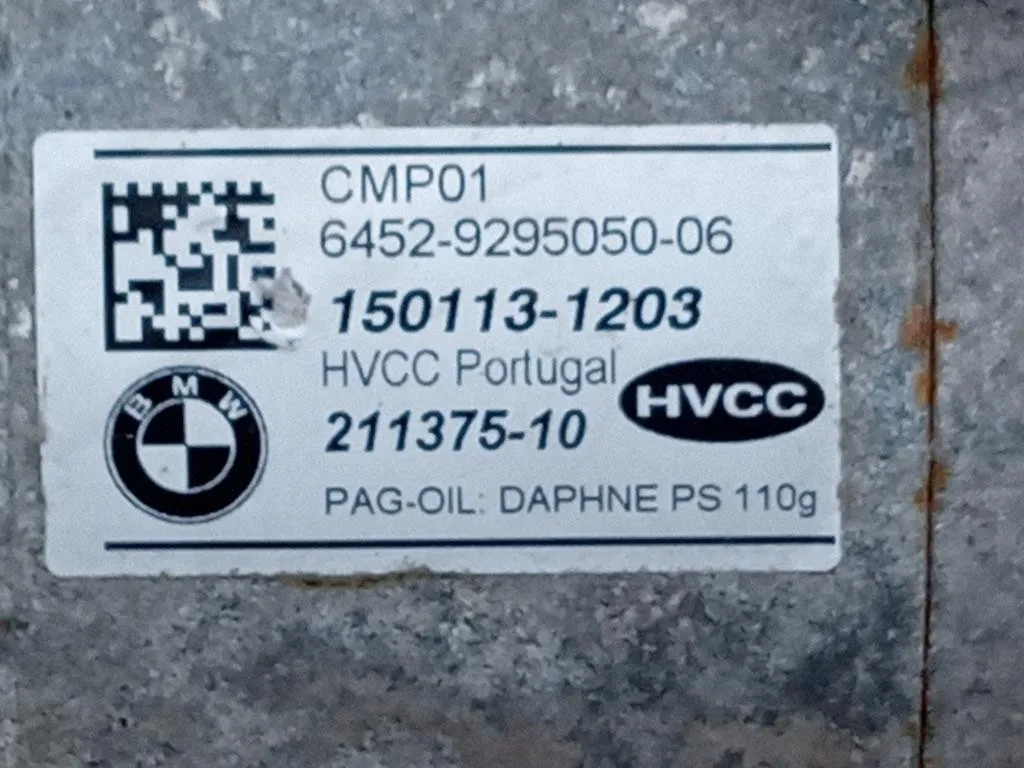 CMP01
6452-9295050-06
150113-1203
HVCC Portugal
HVCC
211375-10
PAG-OIL: DAPHNE PS 110g
BMW